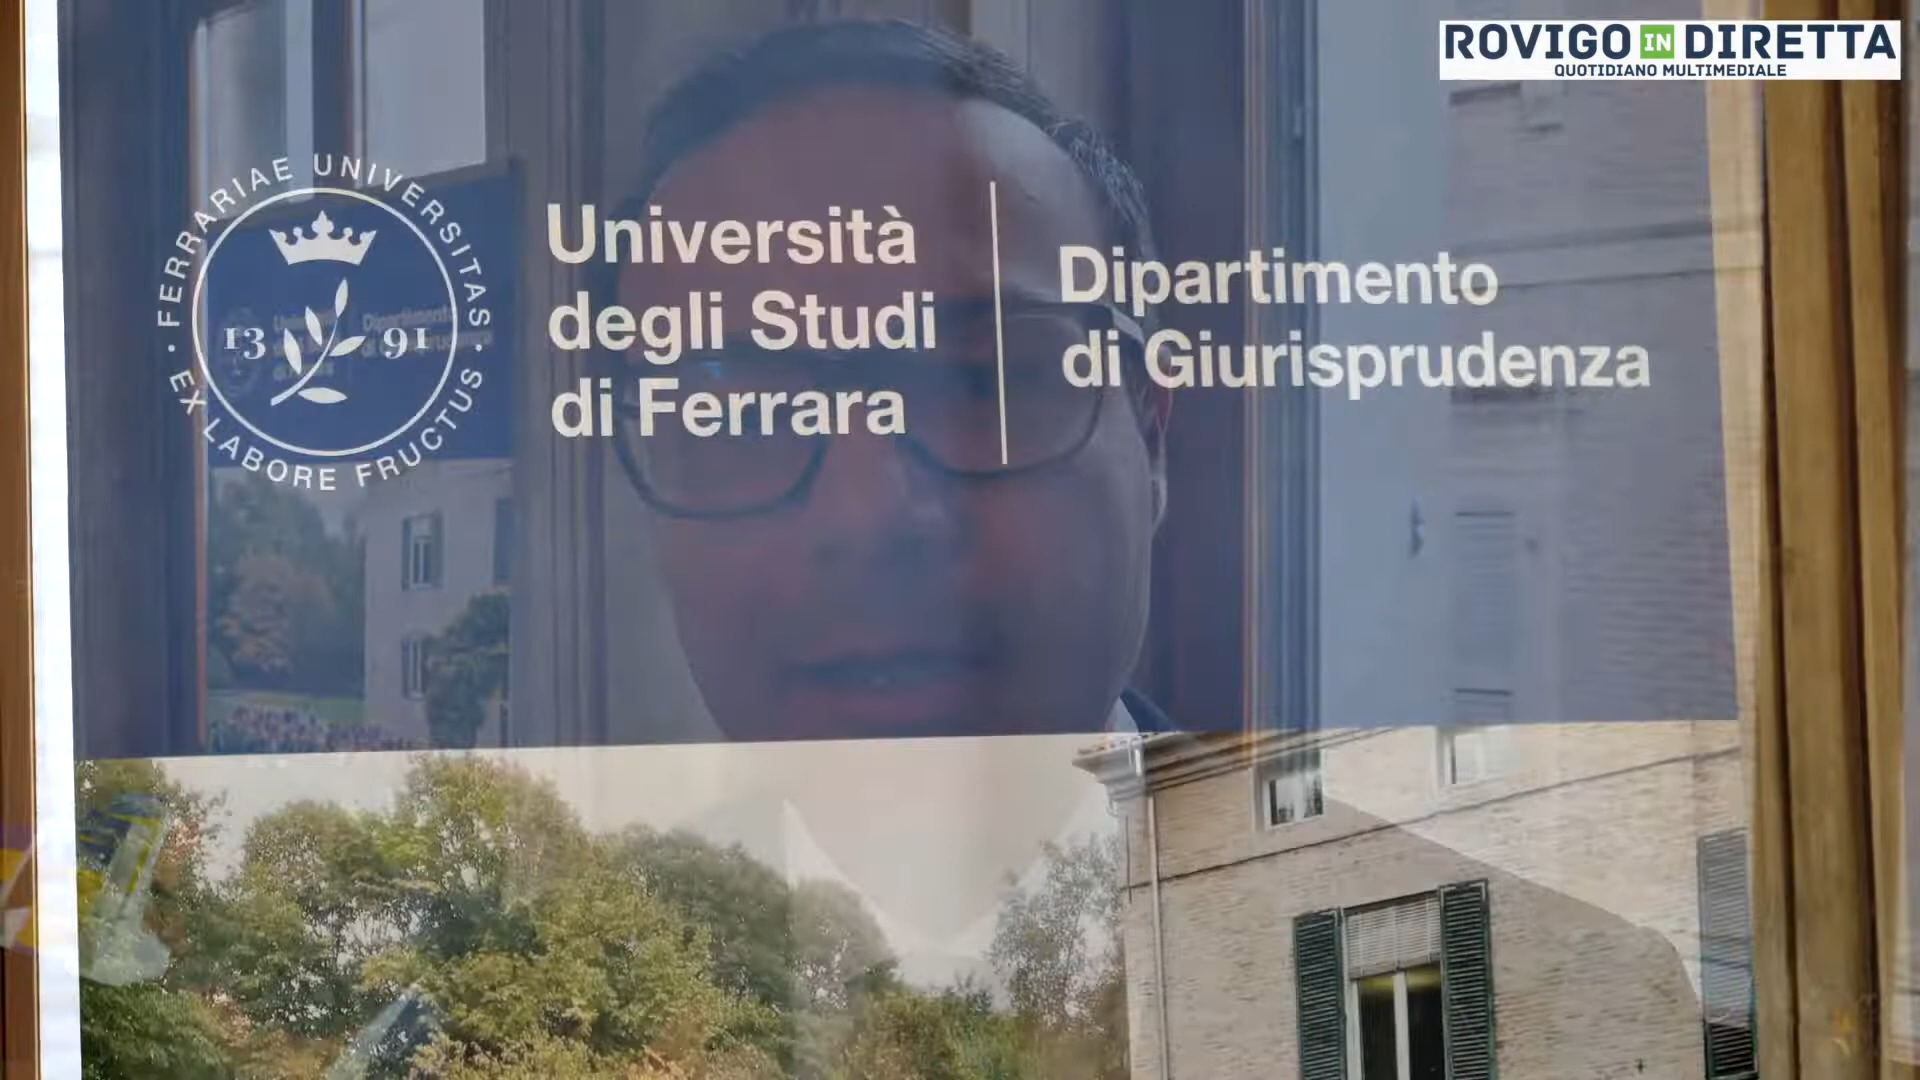 ROVIGO IN DIRETTA
QUOTIDIANO MULTIMEDIALE
FERRARIAE UNIVERSITAS
13 91
EX LABORE FRUCTUS
Università
degli Studi
di Ferrara
Dipartimento
di Giurisprudenza